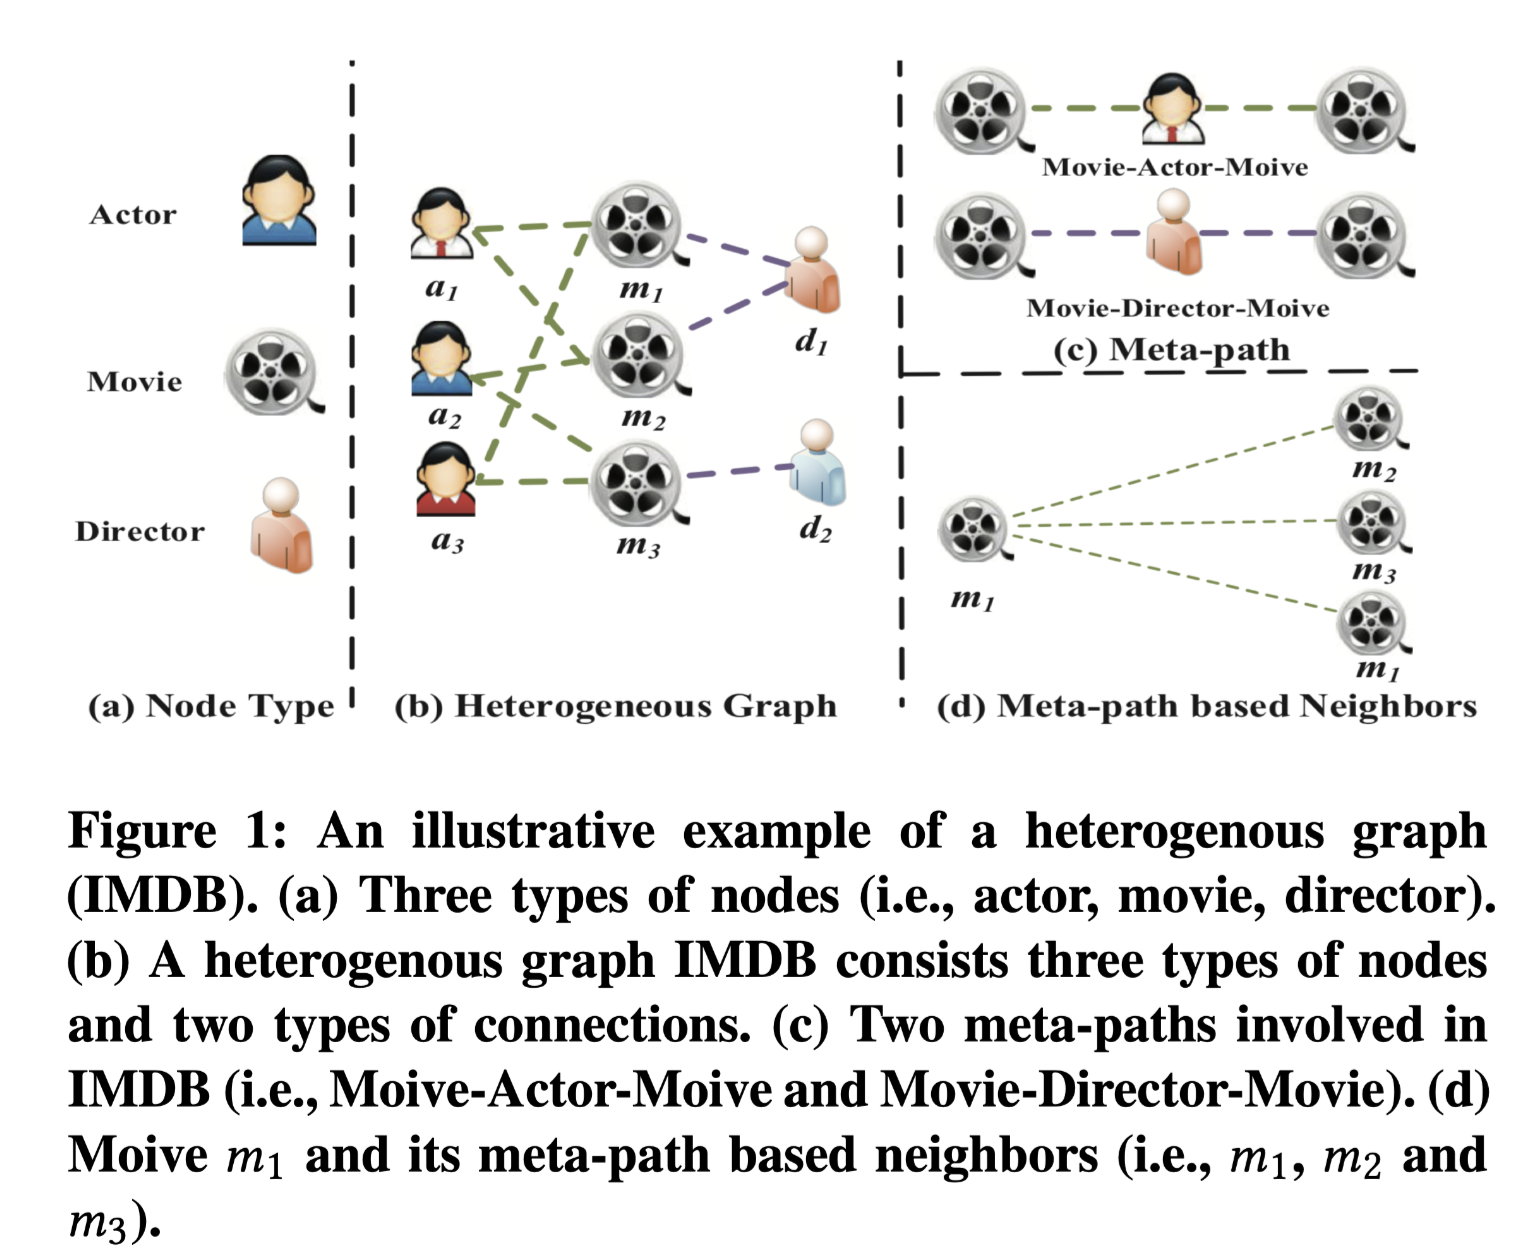 Actor
Movie
Director
(a) Node Type
a1
a2
a3
m1
m2
m3
d1
d2
(b) Heterogeneous Graph
Movie-Actor-Moive
Movie-Director-Moive
(c) Meta-path
m1
m2
m3
m1
(d) Meta-path based Neighbors
Figure 1: An illustrative example of a heterogenous graph
(IMDB). (a) Three types of nodes (i.e., actor, movie, director).
(b) A heterogenous graph IMDB consists three types of nodes
and two types of connections. (c) Two meta-paths involved in
IMDB (i.e., Moive-Actor-Moive and Movie-Director-Movie). (d)
Moive m1 and its meta-path based neighbors (i.e., m1, m2 and
m3).